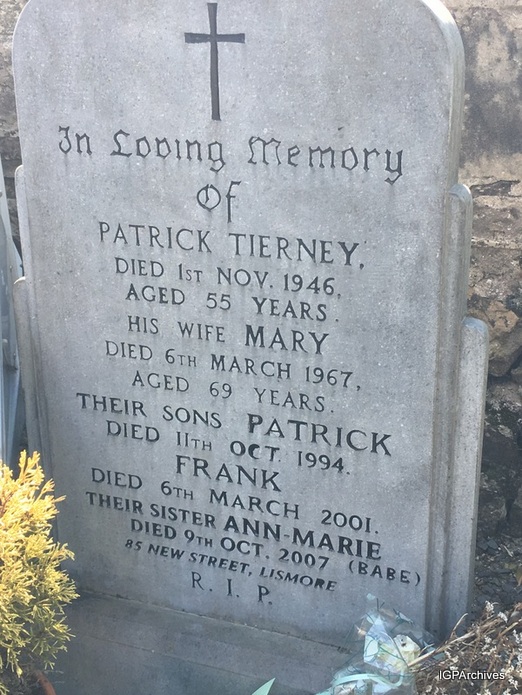 In Loving Memory
Of
PATRICK TIERNEY,
DIED 1ST NOV. 1946,
AGED 55 YEARS.
HIS WIFE MARY
DIED 6TH MARCH 1967,
AGED 69 YEARS.
THEIR SONS PATRICK
DIED 11TH OCT. 1994.
FRANK
DIED 6TH MARCH 2001.
THEIR SISTER ANN-MARIE
DIED 9TH OCT. 2007 (BABE)
85 NEW STREET, LISMORE
R. I. P.
IGPArchives